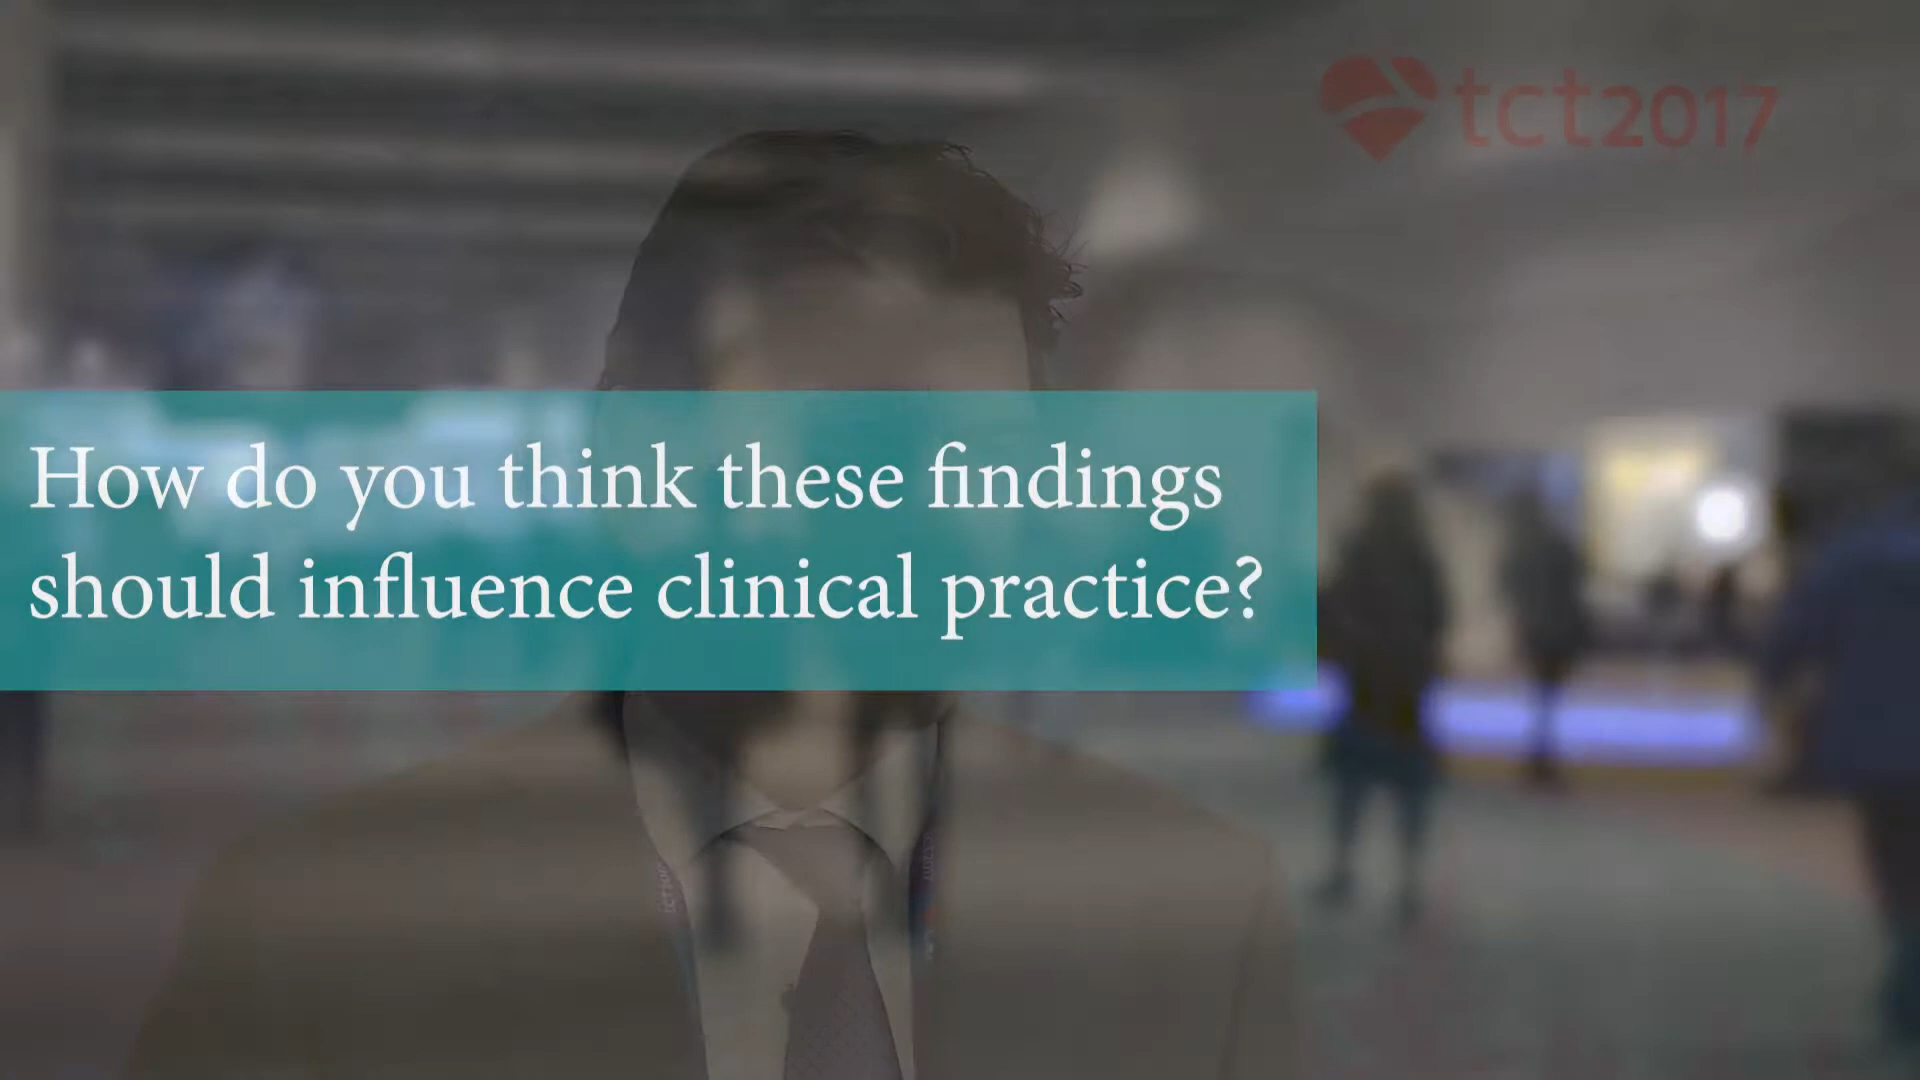 tct2017
How do you think these findings
should influence clinical practice?